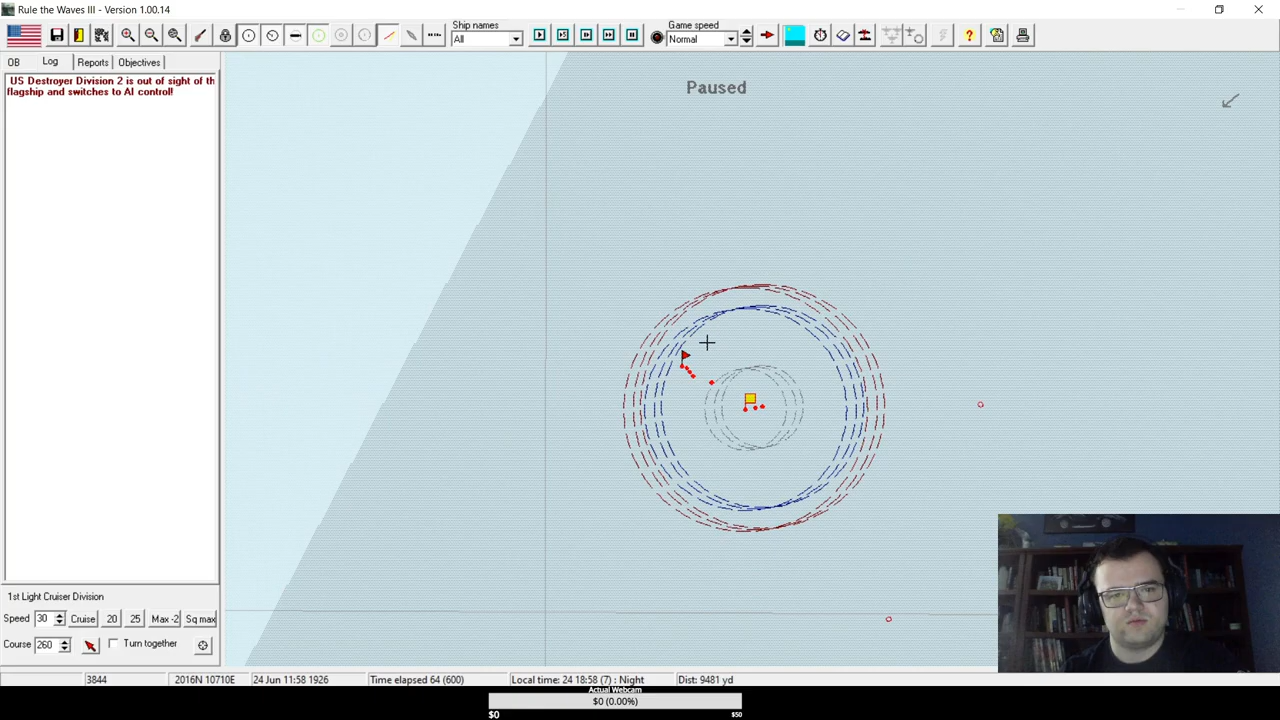 Rule the Waves III - Version 1.00.14
Ship names
All
Game speed
Normal
OB
Log
Reports
Objectives
US Destroyer Division 2 is out of sight of th
flagship and switches to AI control!
Paused
1st Light Cruiser Division
Speed 30 Cruise 20 25 Max -2 Sq max
Course 260 Turn together
3844 2016N 10710E 24 Jun 11:58 1926 Time elapsed 64 (600) Local time: 24 18:58 (7) : Night Dist: 9481 yd
Actual Webcam
$0 (0.00%)
$0 $50